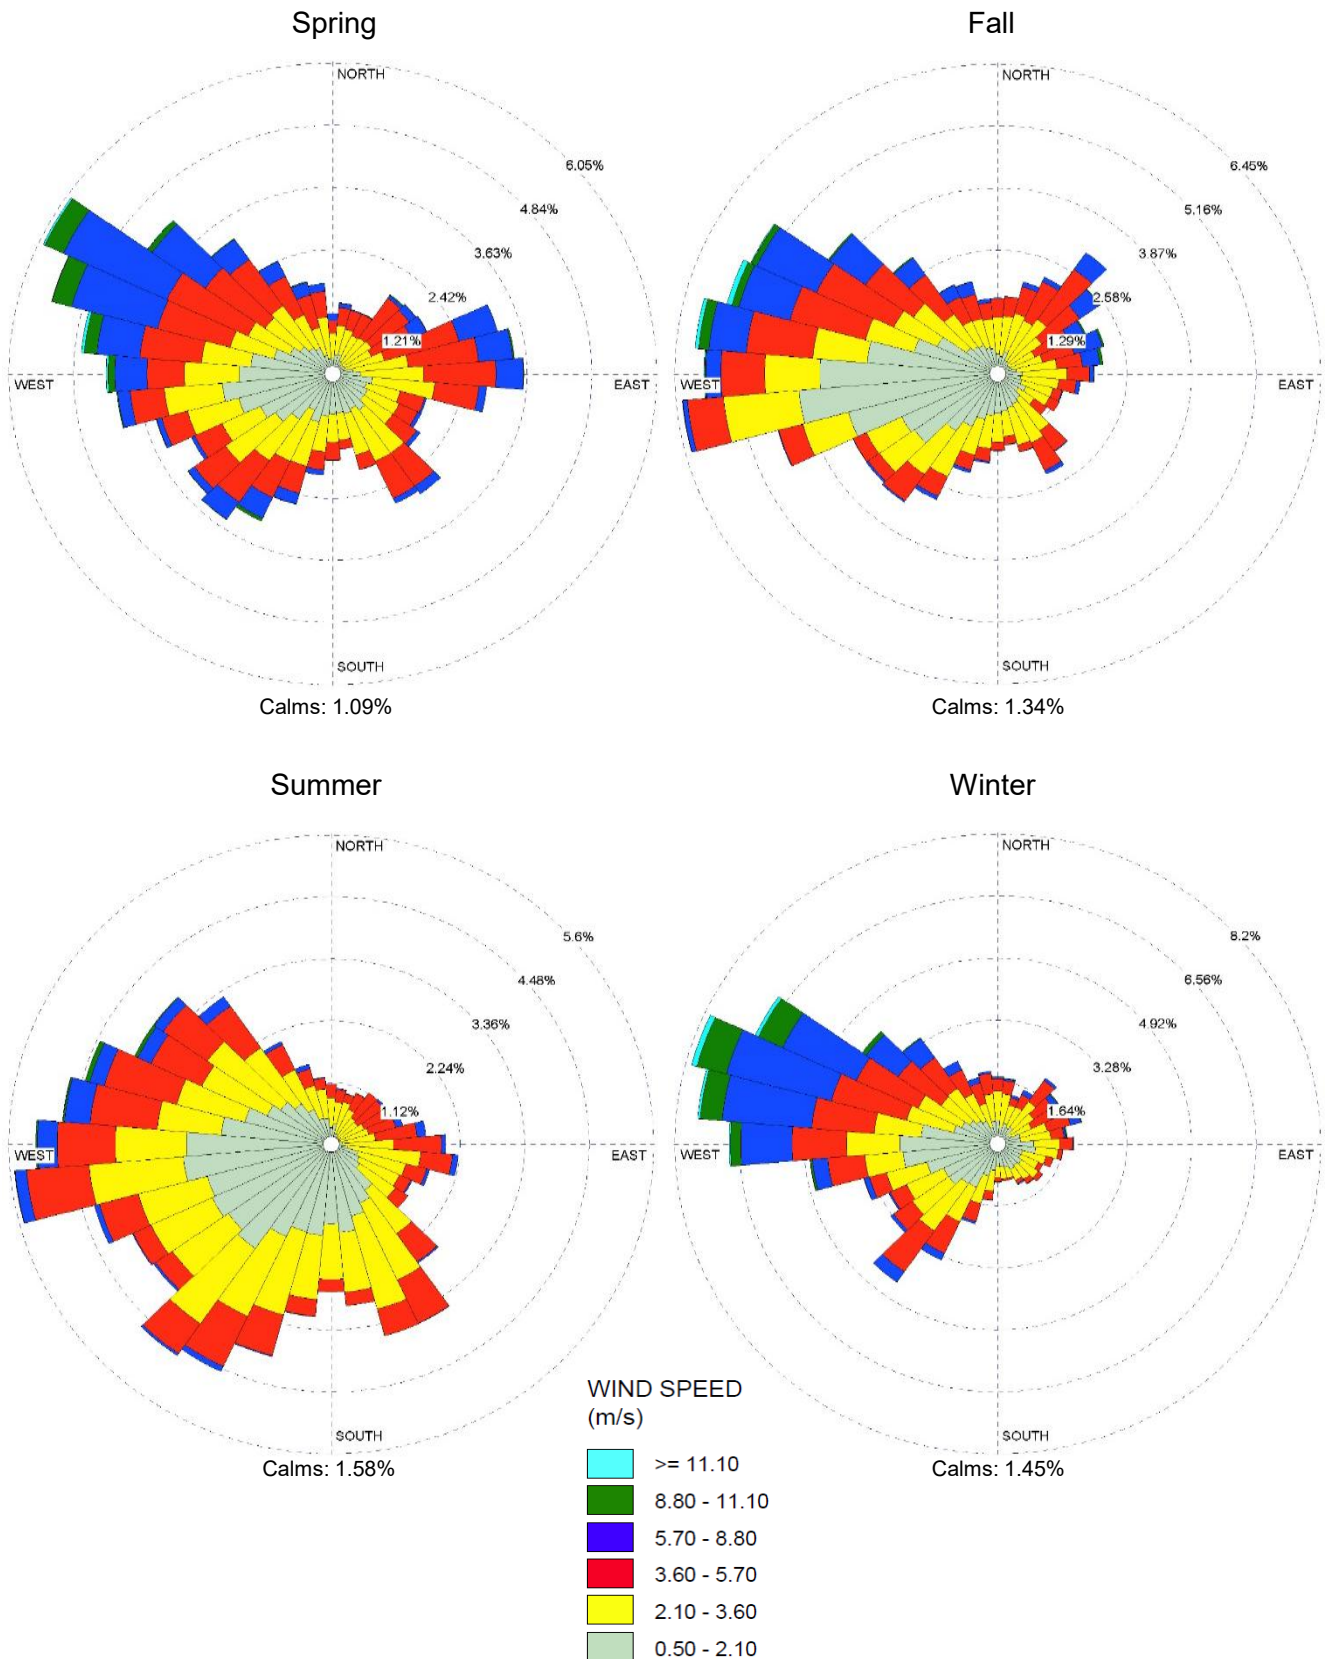 Spring
NORTH
6.05%
4.84%
3.63%
2.42%
1.21%
WEST
EAST
SOUTH
Calms: 1.09%
Fall
NORTH
6.45%
5.16%
3.87%
2.58%
1.29%
WEST
EAST
SOUTH
Calms: 1.34%
Summer
NORTH
5.6%
4.48%
3.36%
2.24%
1.12%
WEST
EAST
SOUTH
Calms: 1.58%
Winter
NORTH
8.2%
6.56%
4.92%
3.28%
1.64%
WEST
EAST
SOUTH
Calms: 1.45%
WIND SPEED
(m/s)
>= 11.10
8.80 - 11.10
5.70 - 8.80
3.60 - 5.70
2.10 - 3.60
0.50 - 2.10